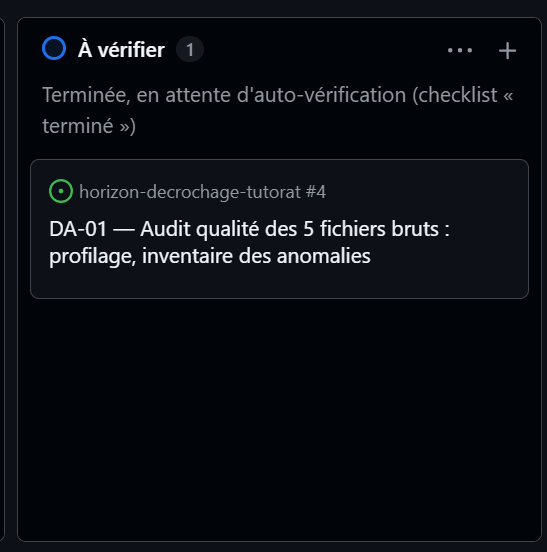 À vérifier 1
Terminée, en attente d'auto-vérification (checklist «
terminé »)
horizon-decrochage-tutorat #4
DA-01 — Audit qualité des 5 fichiers bruts :
profilage, inventaire des anomalies